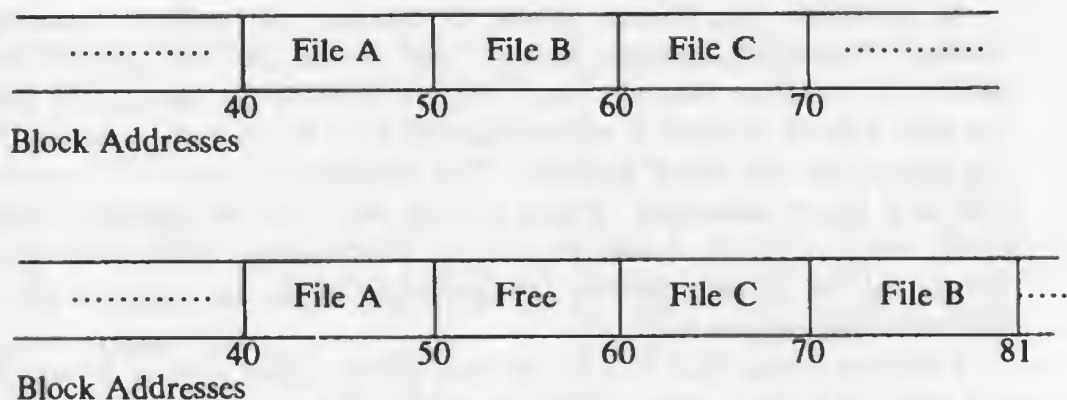 ............ File A File B File C ............
40 50 60 70
Block Addresses
............ File A Free File C File B .....
40 50 60 70 81
Block Addresses